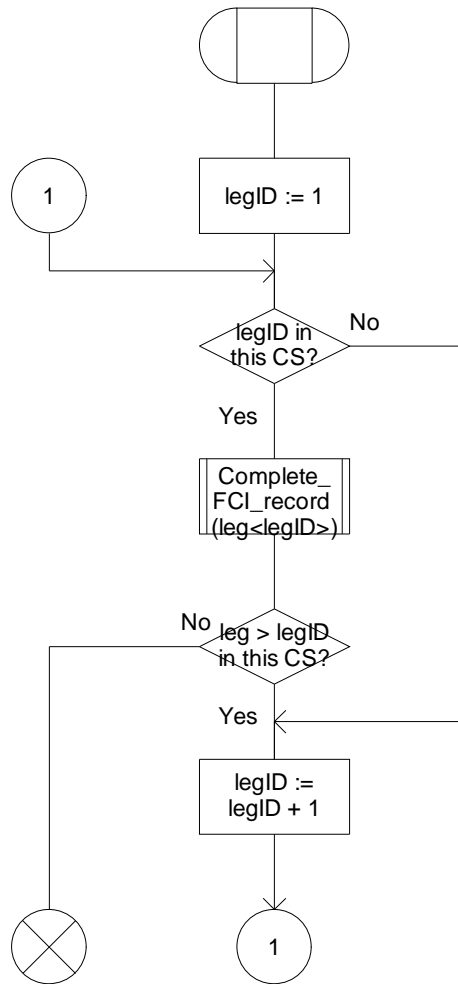 1
legID := 1
legID in
this CS?
No
Yes
Complete_
FCI_record
(leg<legID>)
No
leg > legID
in this CS?
Yes
legID :=
legID + 1
1